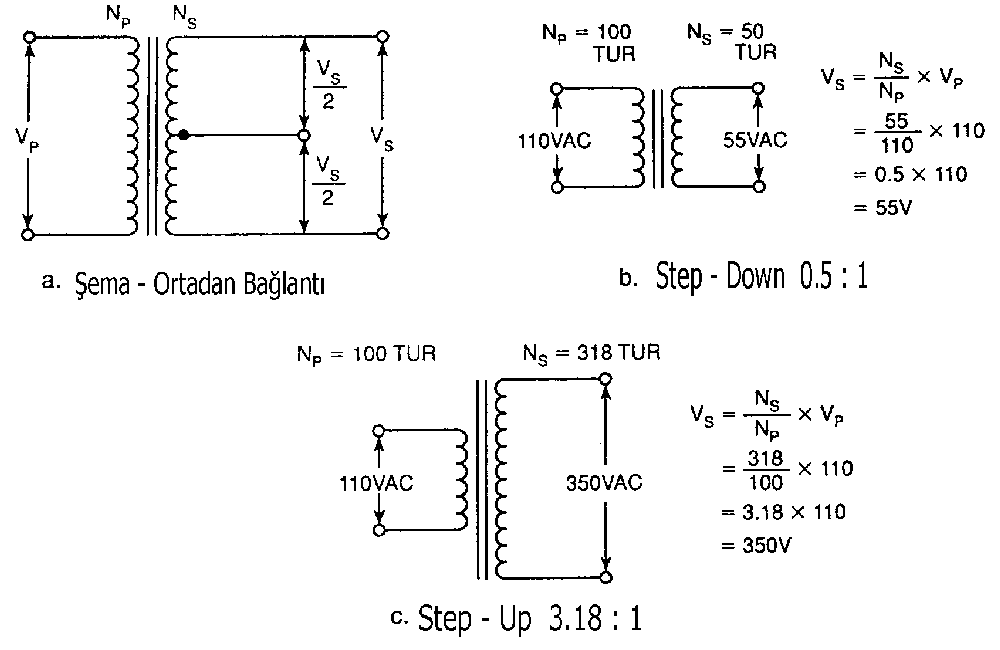 N_P N_S
V_P
V_S/2
V_S/2
V_S
a. Şema - Ortadan Bağlantı
N_P = 100 TUR
N_S = 50 TUR
110VAC
55VAC
V_S = N_S/N_P × V_P
= 55/110 × 110
= 0.5 × 110
= 55V
b. Step - Down 0.5 : 1
N_P = 100 TUR
N_S = 318 TUR
110VAC
350VAC
V_S = N_S/N_P × V_P
= 318/100 × 110
= 3.18 × 110
= 350V
c. Step - Up 3.18 : 1